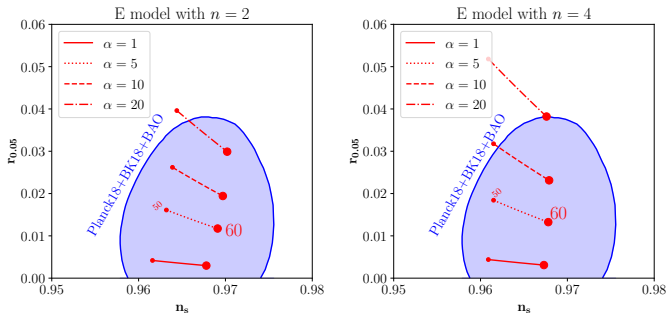 E model with n = 2
r0.05
0.06
0.05
0.04
0.03
0.02
0.01
0.00
α = 1
α = 5
α = 10
α = 20
Planck18+BK18+BAO
50
60
0.95
0.96
0.97
0.98
ns
E model with n = 4
r0.05
0.06
0.05
0.04
0.03
0.02
0.01
0.00
α = 1
α = 5
α = 10
α = 20
Planck18+BK18+BAO
50
60
0.95
0.96
0.97
0.98
ns